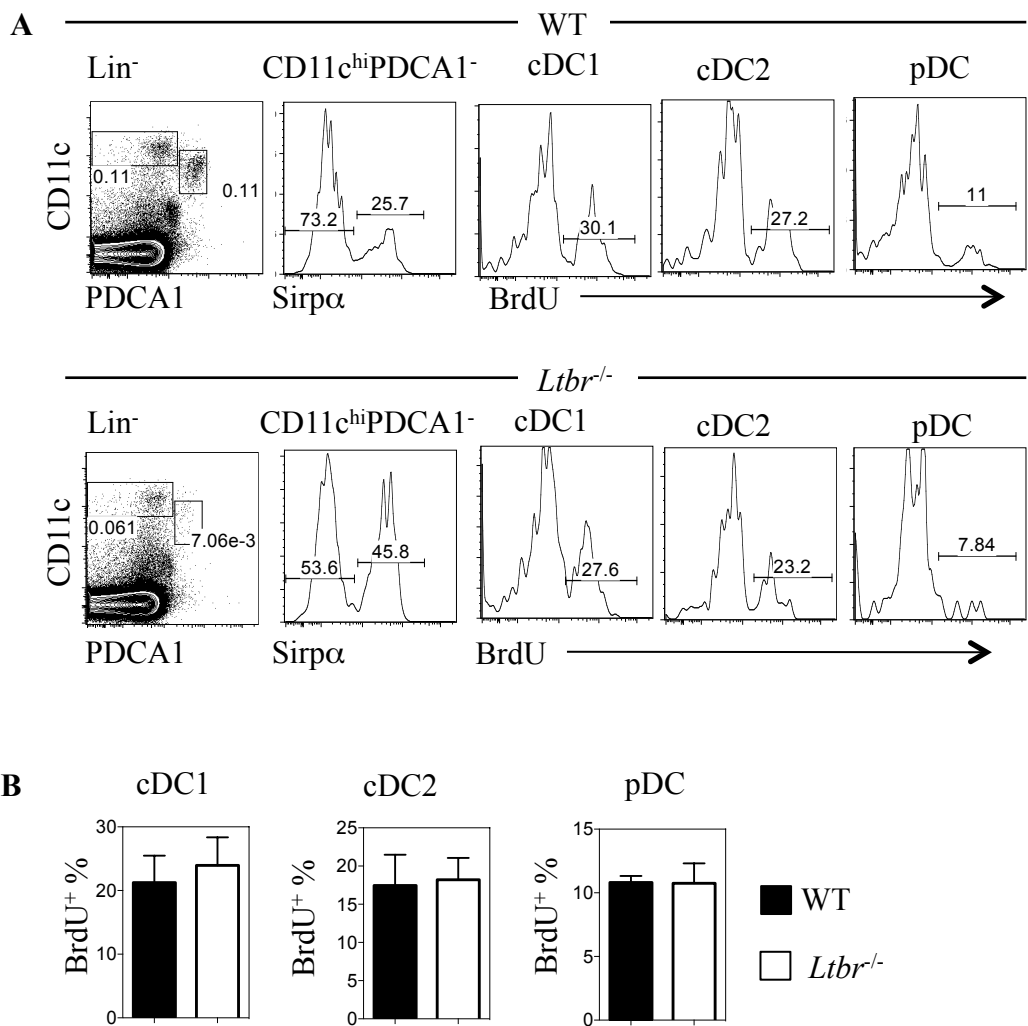 A
WT
Lin⁻
CD11cʰⁱPDCA1⁻
cDC1
cDC2
pDC
CD11c
0.11
0.11
73.2
25.7
30.1
27.2
11
PDCA1
Sirpα
BrdU
Ltbr⁻/⁻
Lin⁻
CD11cʰⁱPDCA1⁻
cDC1
cDC2
pDC
CD11c
0.061
7.06e-3
53.6
45.8
27.6
23.2
7.84
PDCA1
Sirpα
BrdU
B
cDC1
cDC2
pDC
BrdU⁺ %
30
20
10
0
BrdU⁺ %
25
20
15
10
5
0
BrdU⁺ %
15
10
5
0
WT
Ltbr⁻/⁻